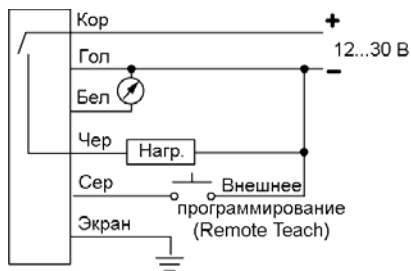 Кор
+
Гол
12...30 В
–
Бел
Чер
Нагр.
Сер
Внешнее
программирование
(Remote Teach)
Экран